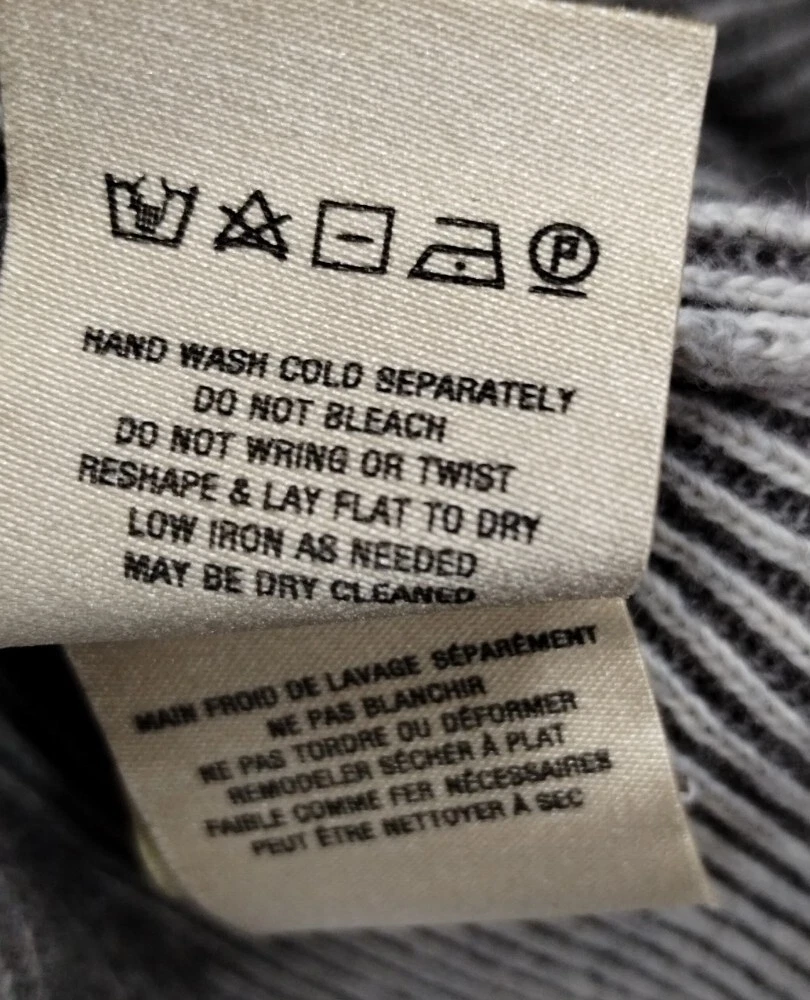 P
HAND WASH COLD SEPARATELY
DO NOT BLEACH
DO NOT WRING OR TWIST
RESHAPE & LAY FLAT TO DRY
LOW IRON AS NEEDED
MAY BE DRY CLEANED
MAIN FROID DE LAVAGE SÉPARÉMENT
NE PAS BLANCHIR
NE PAS TORDRE OU DÉFORMER
REMODELER SÉCHER À PLAT
FAIBLE COMME FER NÉCESSAIRES
PEUT ÊTRE NETTOYER À SEC